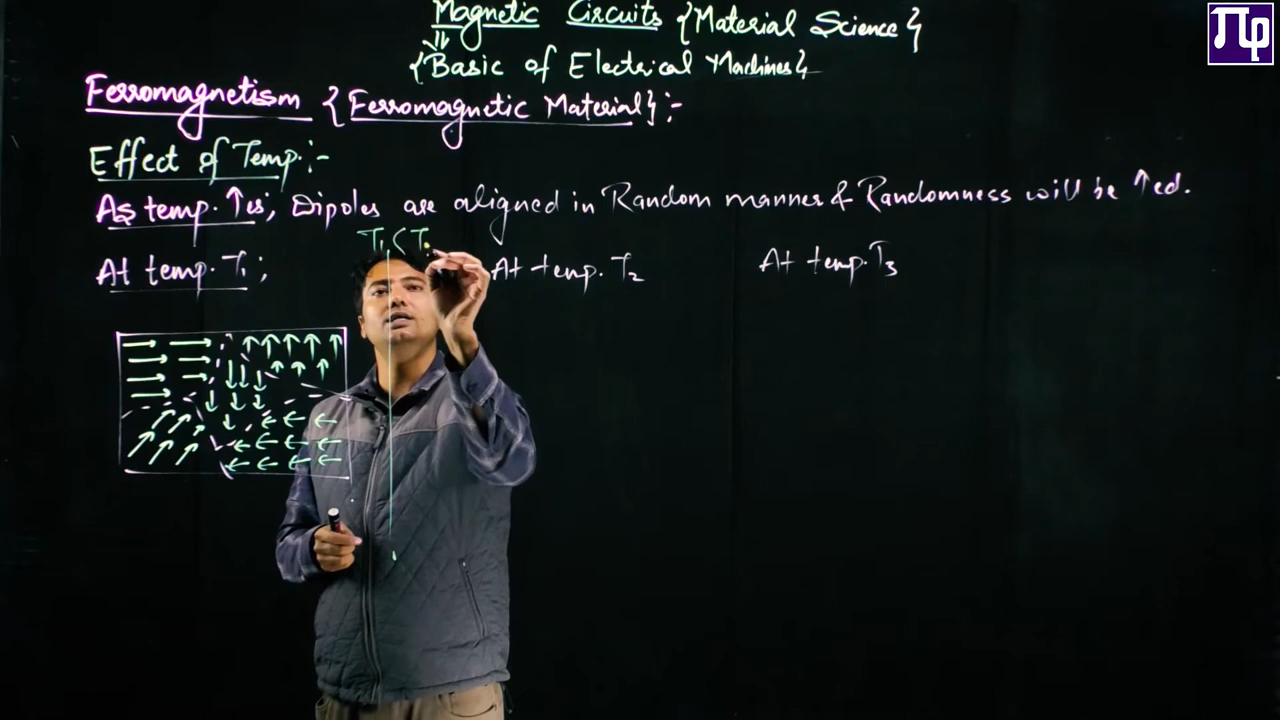 Magnetic Circuits {Material Science}
{Basic of Electrical Machines}
Ferromagnetism {Ferromagnetic Material} :-
Effect of Temp. :-
As temp. ↑es, Dipoles are aligned in Random manner & Randomness will be ↑ed.
T₁ < T
At temp. T₁ ; At temp. T₂ At temp. T₃
Πφ